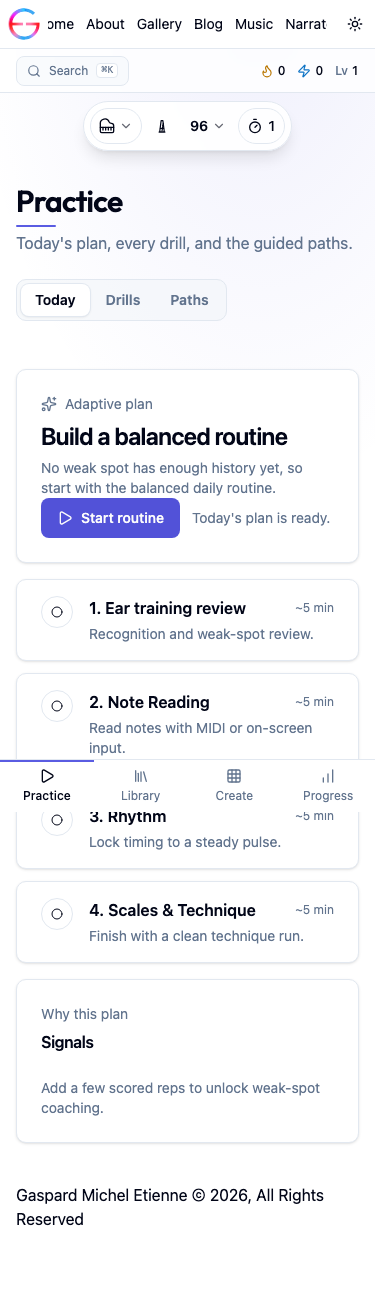 ome About Gallery Blog Music Narrat
Search ⌘K 0 0 Lv 1
96 1
Practice
Today's plan, every drill, and the guided paths.
Today Drills Paths
Adaptive plan
Build a balanced routine
No weak spot has enough history yet, so
start with the balanced daily routine.
Start routine Today's plan is ready.
1. Ear training review ~5 min
Recognition and weak-spot review.
2. Note Reading ~5 min
Read notes with MIDI or on-screen
input.
Practice Library Create Progress
3. Rhythm ~5 min
Lock timing to a steady pulse.
4. Scales & Technique ~5 min
Finish with a clean technique run.
Why this plan
Signals
Add a few scored reps to unlock weak-spot
coaching.
Gaspard Michel Etienne © 2026, All Rights
Reserved